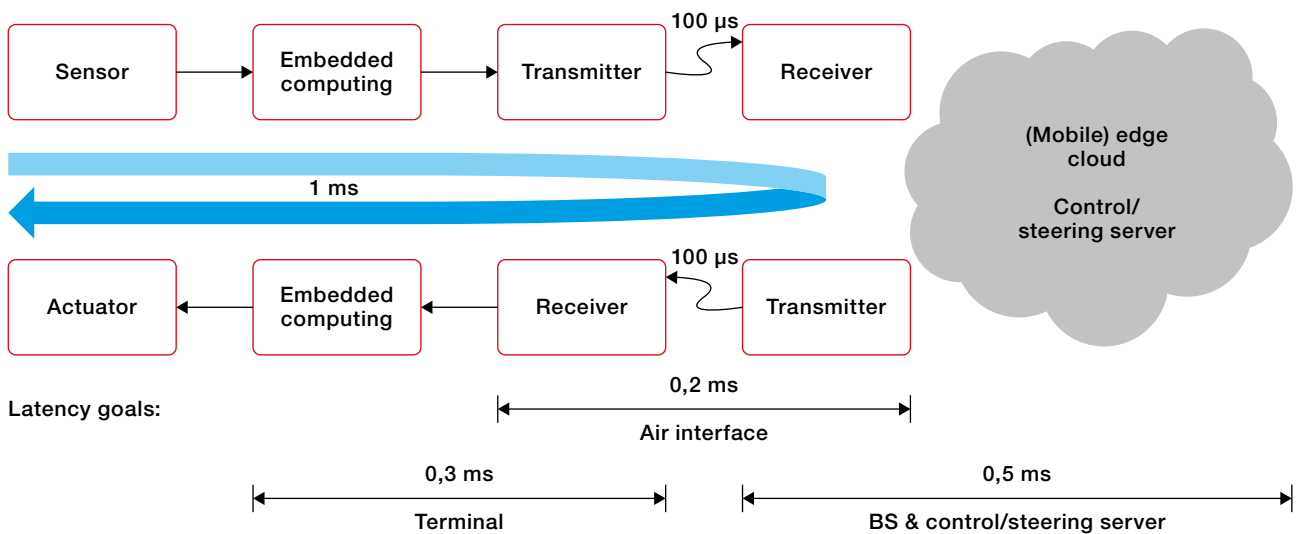 100 µs
Sensor
Embedded
computing
Transmitter
Receiver
(Mobile) edge
cloud
Control/
steering server
1 ms
100 µs
Actuator
Embedded
computing
Receiver
Transmitter
Latency goals:
0,2 ms
Air interface
0,3 ms
Terminal
0,5 ms
BS & control/steering server